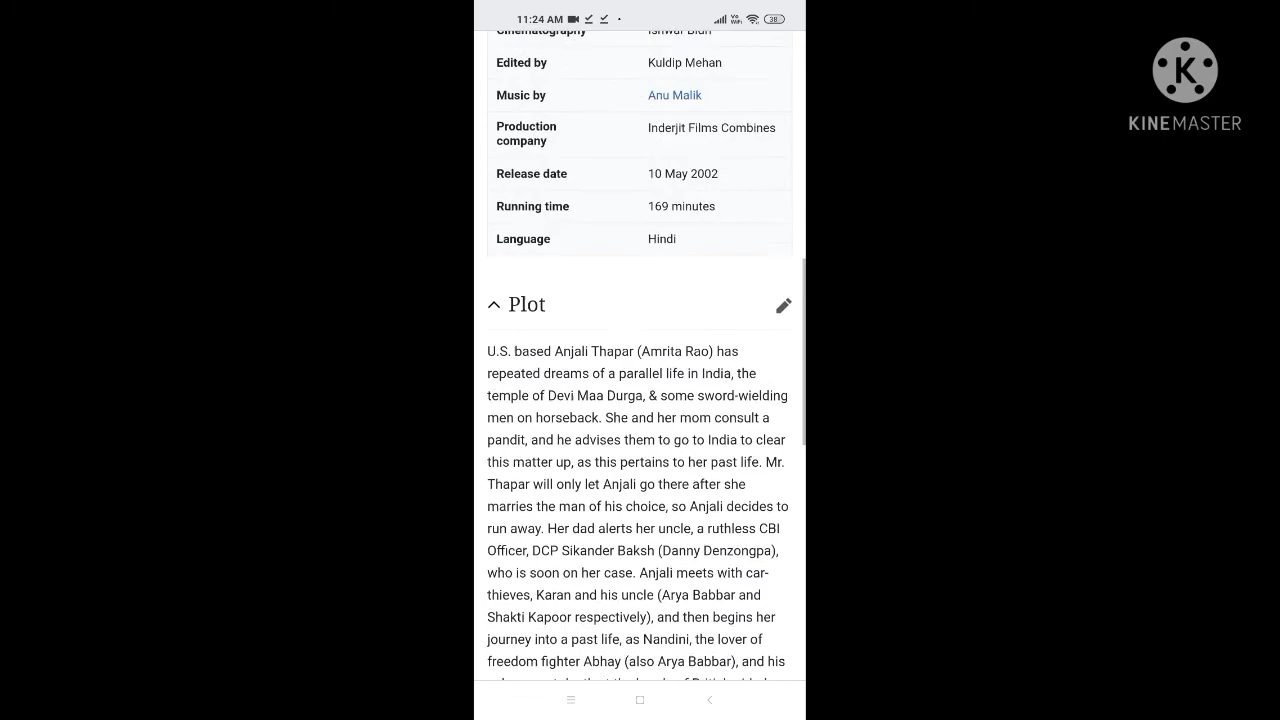 11:24 AM
Vo
WiFi
38
Cinematography Ishwar Bidri
Edited by Kuldip Mehan
Music by Anu Malik
Production
company Inderjit Films Combines
Release date 10 May 2002
Running time 169 minutes
Language Hindi
Plot
U.S. based Anjali Thapar (Amrita Rao) has
repeated dreams of a parallel life in India, the
temple of Devi Maa Durga, & some sword-wielding
men on horseback. She and her mom consult a
pandit, and he advises them to go to India to clear
this matter up, as this pertains to her past life. Mr.
Thapar will only let Anjali go there after she
marries the man of his choice, so Anjali decides to
run away. Her dad alerts her uncle, a ruthless CBI
Officer, DCP Sikander Baksh (Danny Denzongpa),
who is soon on her case. Anjali meets with car-
thieves, Karan and his uncle (Arya Babbar and
Shakti Kapoor respectively), and then begins her
journey into a past life, as Nandini, the lover of
freedom fighter Abhay (also Arya Babbar), and his
K
KINEMASTER